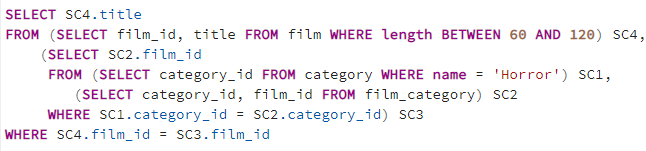 SELECT SC4.title
FROM (SELECT film_id, title FROM film WHERE length BETWEEN 60 AND 120) SC4,
    (SELECT SC2.film_id
     FROM (SELECT category_id FROM category WHERE name = 'Horror') SC1,
        (SELECT category_id, film_id FROM film_category) SC2
     WHERE SC1.category_id = SC2.category_id) SC3
WHERE SC4.film_id = SC3.film_id